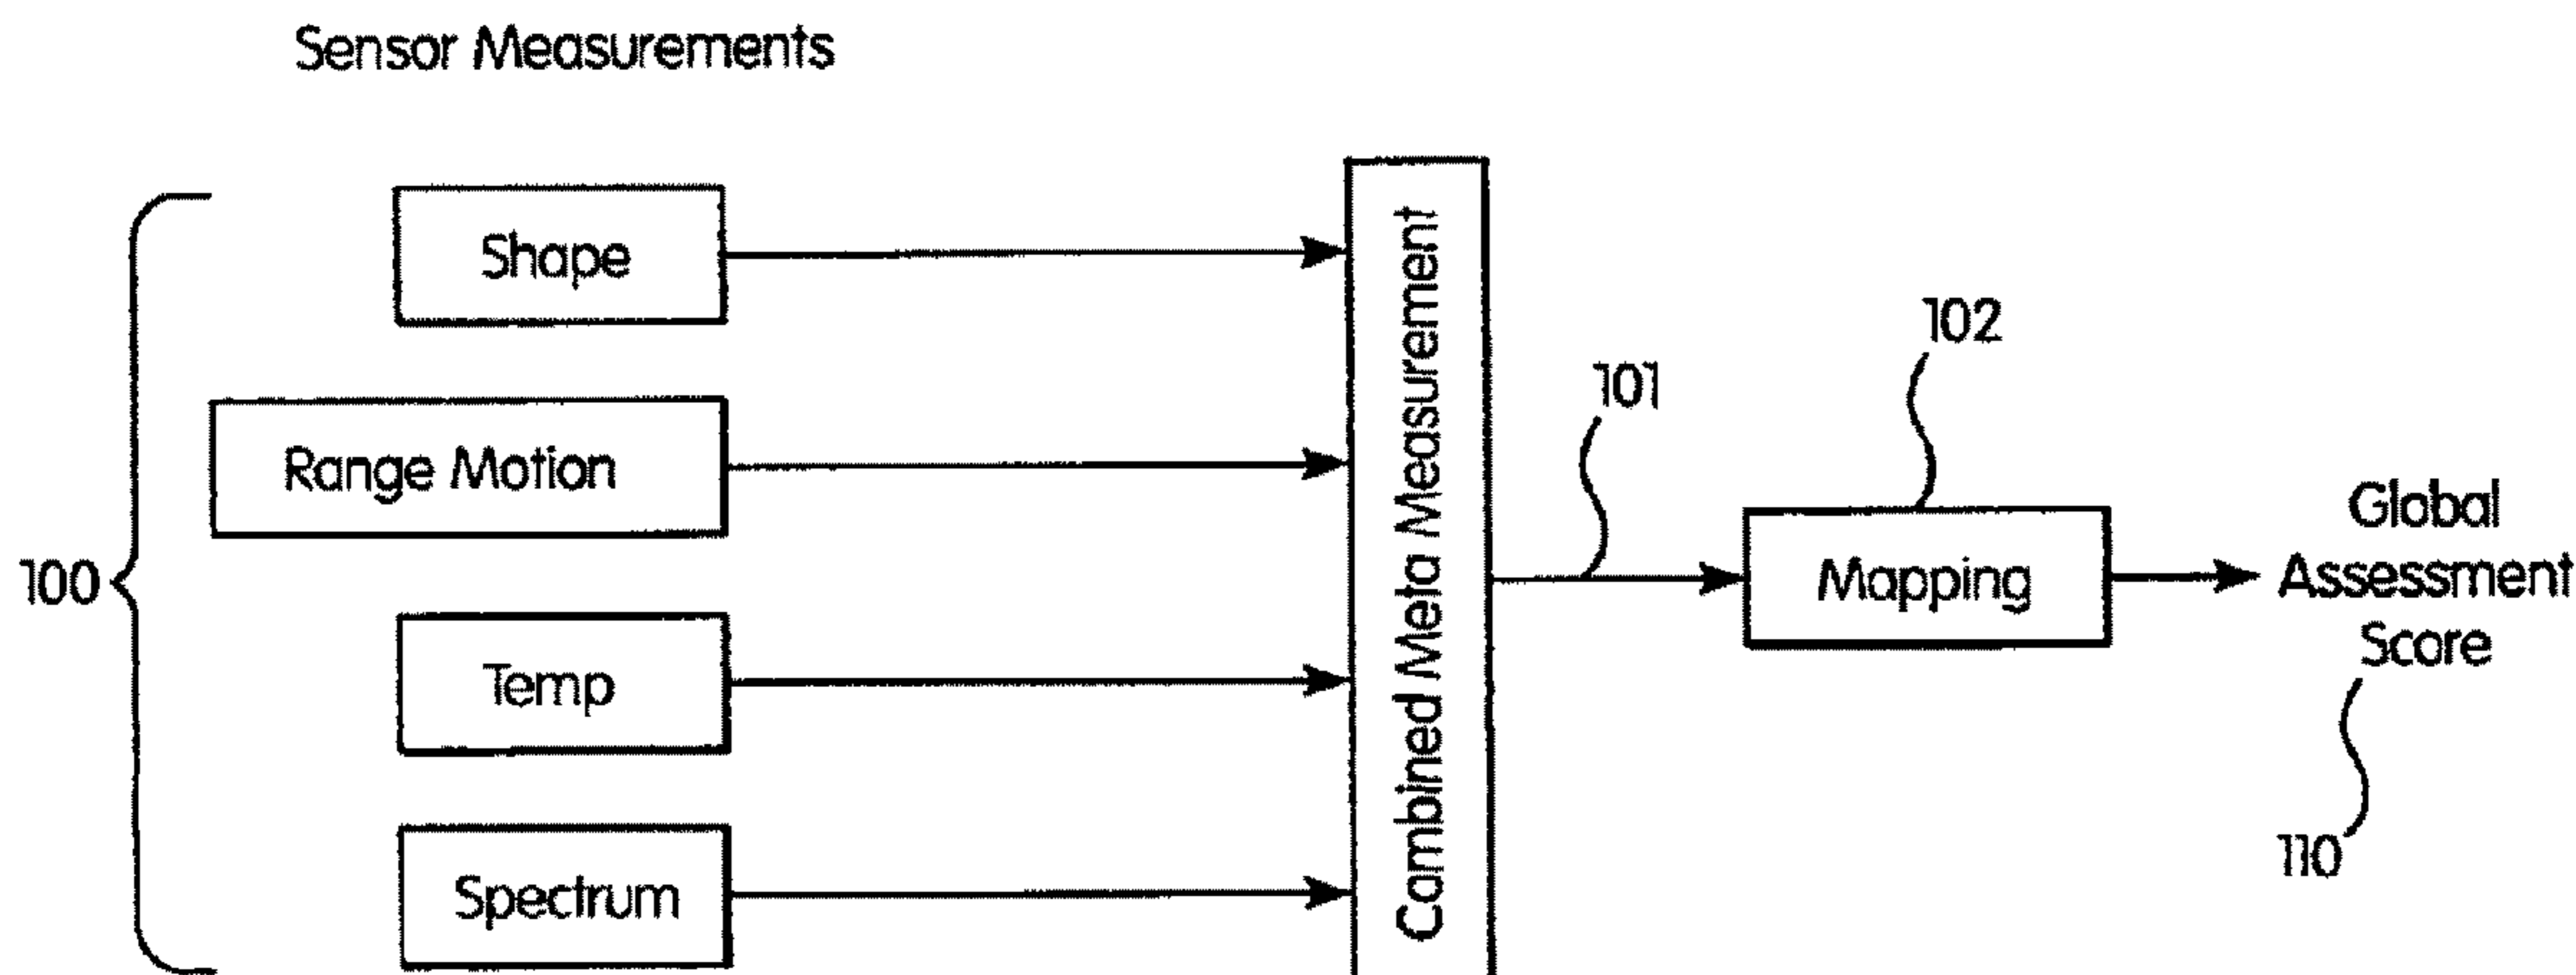 Sensor Measurements
100
Shape
Range Motion
Temp
Spectrum
Combined Meta Measurement
101
102
Mapping
Global
Assessment
Score
110